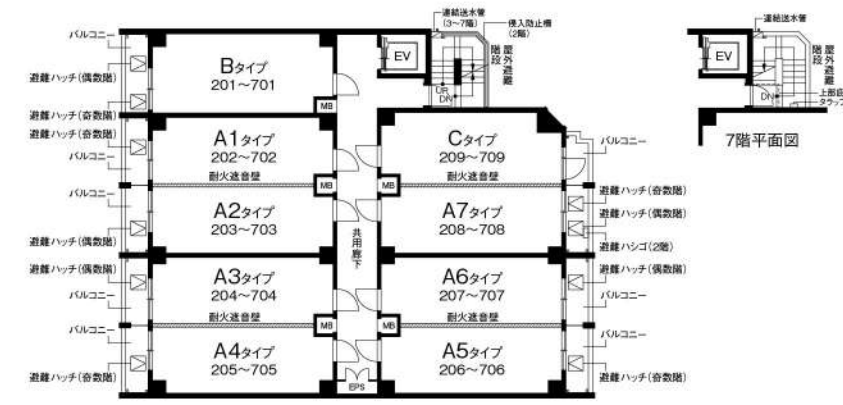 連結送水管
(3〜7階)
侵入防止柵
(2階)
屋外避難
階段
EV
UP
DN
バルコニー
避難ハッチ(偶数階)
避難ハッチ(奇数階)
Bタイプ
201〜701
MB
避難ハッチ(奇数階)
バルコニー
A1タイプ
202〜702
耐火遮音壁
MB
バルコニー
避難ハッチ(偶数階)
A2タイプ
203〜703
避難ハッチ(偶数階)
バルコニー
A3タイプ
204〜704
耐火遮音壁
MB
バルコニー
避難ハッチ(奇数階)
A4タイプ
205〜705
共用廊下
EPS
Cタイプ
209〜709
バルコニー
耐火遮音壁
MB
避難ハッチ(奇数階)
避難ハッチ(偶数階)
A7タイプ
208〜708
避難ハシゴ(2階)
避難ハッチ(偶数階)
バルコニー
A6タイプ
207〜707
耐火遮音壁
MB
バルコニー
A5タイプ
206〜706
避難ハッチ(奇数階)
連結送水管
EV
屋外避難
階段
DN
上部庇
タラップ
7階平面図